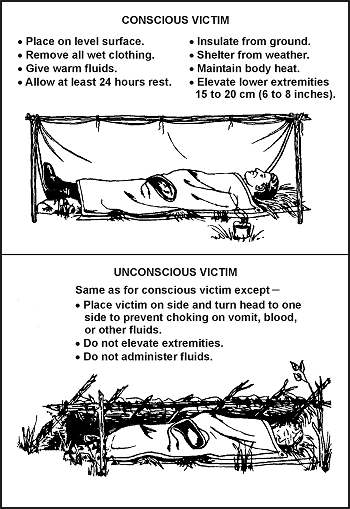 CONSCIOUS VICTIM
• Place on level surface.
• Remove all wet clothing.
• Give warm fluids.
• Allow at least 24 hours rest.
• Insulate from ground.
• Shelter from weather.
• Maintain body heat.
• Elevate lower extremities
15 to 20 cm (6 to 8 inches).
UNCONSCIOUS VICTIM
Same as for conscious victim except—
• Place victim on side and turn head to one
side to prevent choking on vomit, blood,
or other fluids.
• Do not elevate extremities.
• Do not administer fluids.